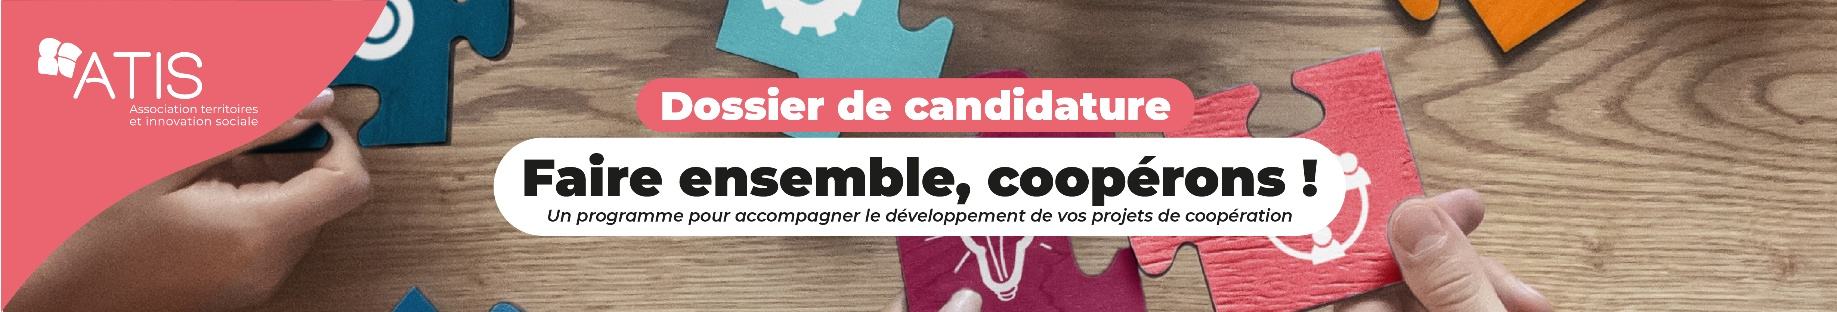 ATIS
Association territoires
et innovation sociale
Dossier de candidature
Faire ensemble, coopérons !
Un programme pour accompagner le développement de vos projets de coopération